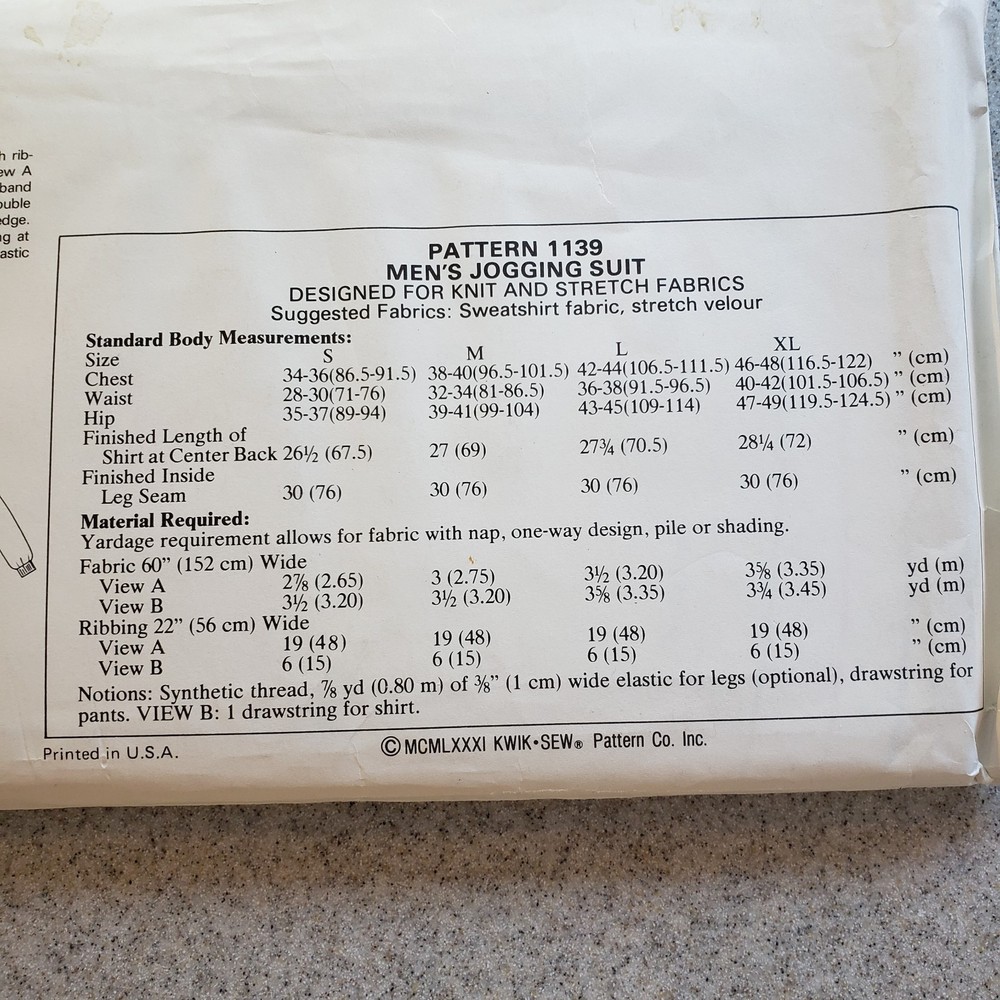 h rib-
ew A
band
ouble
edge.
ng at
astic
PATTERN 1139
MEN'S JOGGING SUIT
DESIGNED FOR KNIT AND STRETCH FABRICS
Suggested Fabrics: Sweatshirt fabric, stretch velour
Standard Body Measurements:
Size S M L XL
Chest 34-36(86.5-91.5) 38-40(96.5-101.5) 42-44(106.5-111.5) 46-48(116.5-122) ” (cm)
Waist 28-30(71-76) 32-34(81-86.5) 36-38(91.5-96.5) 40-42(101.5-106.5) ” (cm)
Hip 35-37(89-94) 39-41(99-104) 43-45(109-114) 47-49(119.5-124.5) ” (cm)
Finished Length of
Shirt at Center Back 26½ (67.5) 27 (69) 27¾ (70.5) 28¼ (72) ” (cm)
Finished Inside
Leg Seam 30 (76) 30 (76) 30 (76) 30 (76) ” (cm)
Material Required:
Yardage requirement allows for fabric with nap, one-way design, pile or shading.
Fabric 60” (152 cm) Wide
View A 2⅞ (2.65) 3 (2.75) 3½ (3.20) 3⅝ (3.35) yd (m)
View B 3½ (3.20) 3½ (3.20) 3⅝ (3.35) 3¾ (3.45) yd (m)
Ribbing 22” (56 cm) Wide
View A 19 (48) 19 (48) 19 (48) 19 (48) ” (cm)
View B 6 (15) 6 (15) 6 (15) 6 (15) ” (cm)
Notions: Synthetic thread, ⅞ yd (0.80 m) of ⅜” (1 cm) wide elastic for legs (optional), drawstring for
pants. VIEW B: 1 drawstring for shirt.
Printed in U.S.A. © MCMLXXXI KWIK•SEW® Pattern Co. Inc.